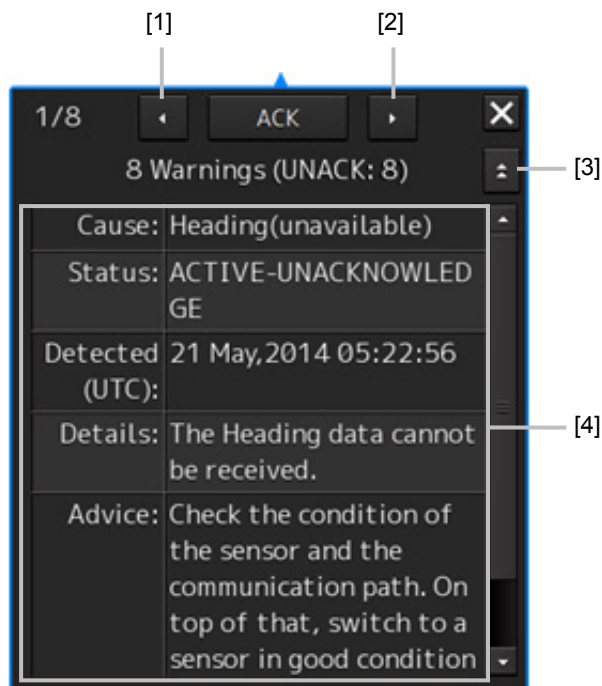 [1] [2]
1/8 ACK
8 Warnings (UNACK: 8)
[3]
Cause: Heading(unavailable)
Status: ACTIVE-UNACKNOWLED
GE
Detected 21 May,2014 05:22:56
(UTC):
[4]
Details: The Heading data cannot
be received.
Advice: Check the condition of
the sensor and the
communication path. On
top of that, switch to a
sensor in good condition